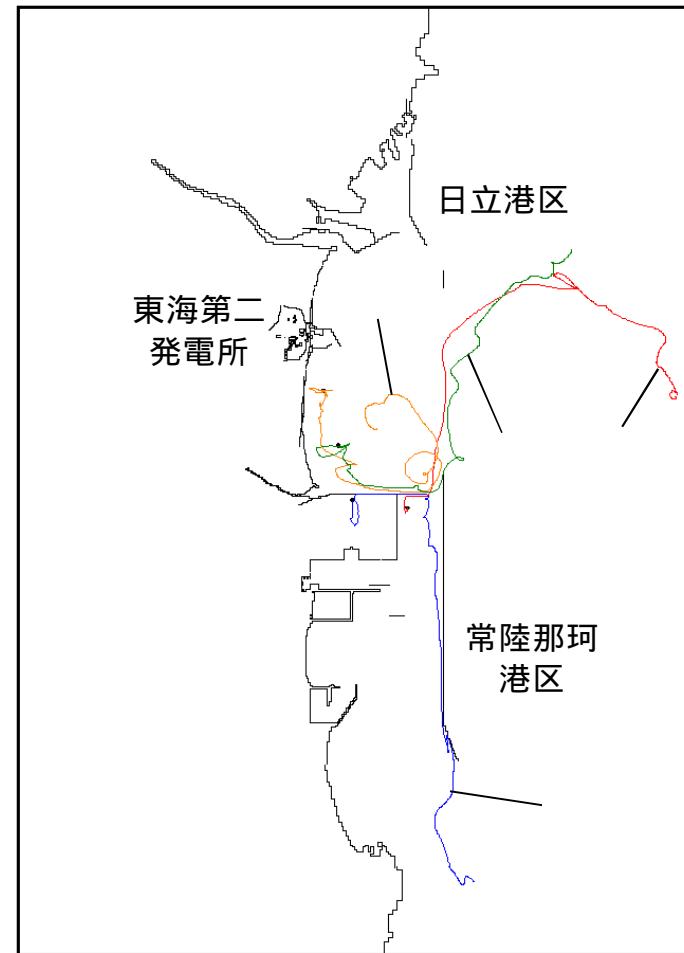 日立港区
東海第二
発電所
常陸那珂
港区